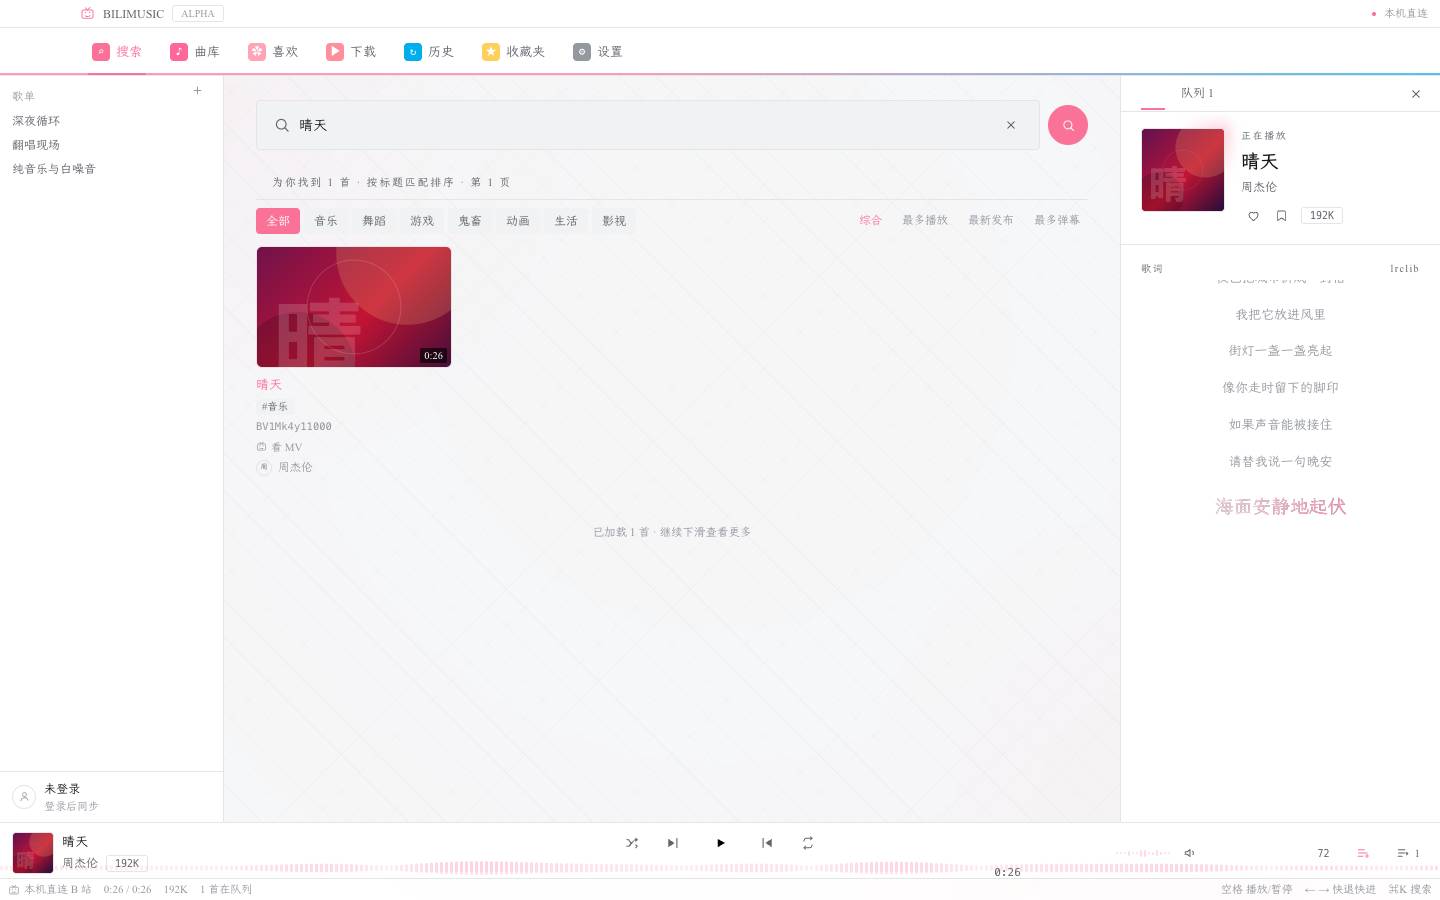 BILIMUSIC ALPHA
本机直连
搜索 曲库 喜欢 下载 历史 收藏夹 设置
歌单
深夜循环
翻唱现场
纯音乐与白噪音
未登录
登录后同步
晴天
为你找到 1 首 · 按标题匹配排序 · 第 1 页
全部 音乐 舞蹈 游戏 鬼畜 动画 生活 影视
综合 最多播放 最新发布 最多弹幕
晴
0:26
晴天
#音乐
BV1Mk4y11000
看 MV
周 周杰伦
已加载 1 首 · 继续下滑查看更多
队列 1
晴
正在播放
晴天
周杰伦
192K
歌词 lrclib
我把它放进风里
街灯一盏一盏亮起
像你走时留下的脚印
如果声音能被接住
请替我说一句晚安
海面安静地起伏
晴
晴天
周杰伦 192K
0:26
72
1
本机直连 B 站 0:26 / 0:26 192K 1 首在队列
空格 播放/暂停 ←→ 快退快进 ⌘K 搜索